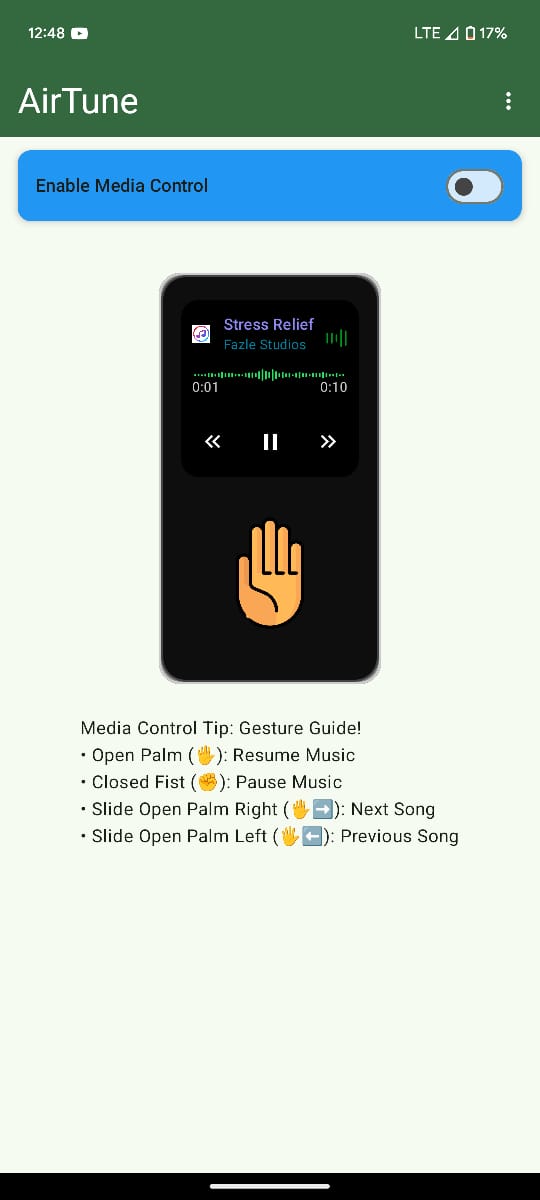 12:48
LTE 17%
AirTune
Enable Media Control
Stress Relief
Fazle Studios
0:01 0:10
Media Control Tip: Gesture Guide!
• Open Palm (🖐️): Resume Music
• Closed Fist (✊): Pause Music
• Slide Open Palm Right (🖐️➡️): Next Song
• Slide Open Palm Left (🖐️⬅️): Previous Song